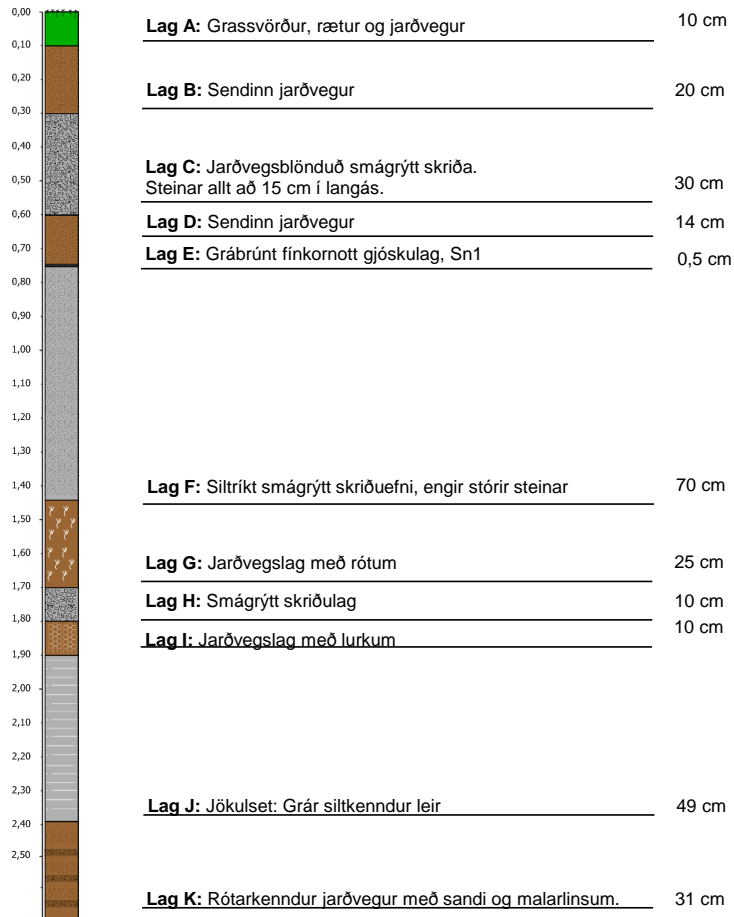 0,00
Lag A: Grassvörður, rætur og jarðvegur 10 cm
0,10
0,20
Lag B: Sendinn jarðvegur 20 cm
0,30
0,40
Lag C: Jarðvegsblönduð smágrýtt skriða.
Steinar allt að 15 cm í langás. 30 cm
0,50
0,60
Lag D: Sendinn jarðvegur 14 cm
0,70
Lag E: Grábrúnt fínkornott gjóskulag, Sn1 0,5 cm
0,80
0,90
1,00
1,10
1,20
1,30
1,40
Lag F: Siltríkt smágrýtt skriðuefni, engir stórir steinar 70 cm
1,50
1,60
Lag G: Jarðvegslag með rótum 25 cm
1,70
Lag H: Smágrýtt skriðulag 10 cm
1,80
Lag I: Jarðvegslag með lurkum 10 cm
1,90
2,00
2,10
2,20
2,30
Lag J: Jökulset: Grár siltkenndur leir 49 cm
2,40
2,50
Lag K: Rótarkenndur jarðvegur með sandi og malarlinsum. 31 cm